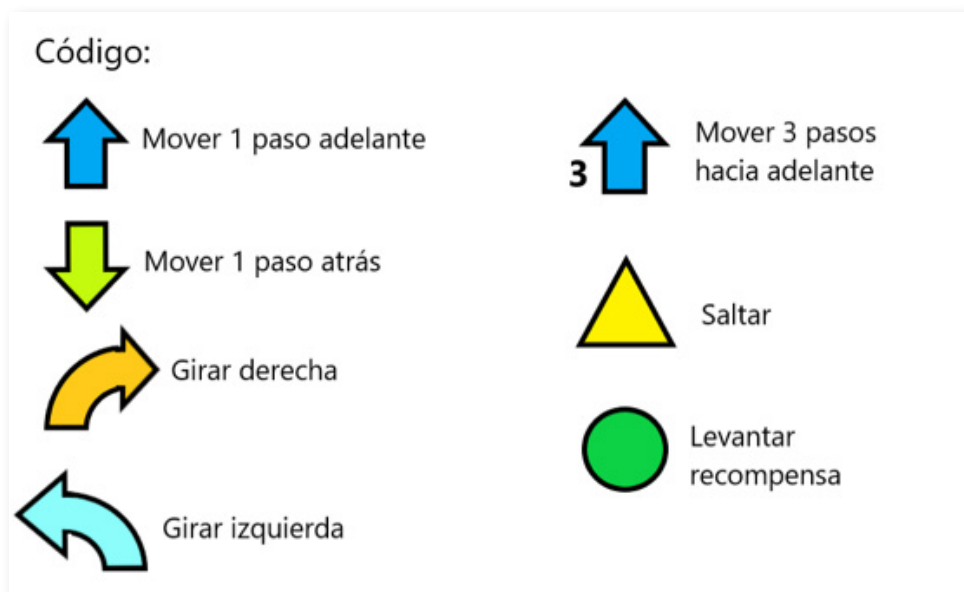 Código:
Mover 1 paso adelante
Mover 1 paso atrás
Girar derecha
Girar izquierda
3
Mover 3 pasos
hacia adelante
Saltar
Levantar
recompensa